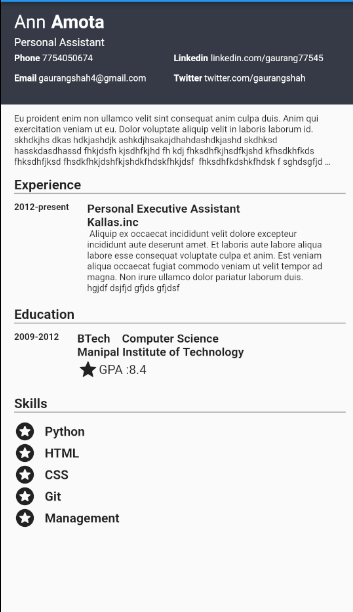 Ann Amota
Personal Assistant
Phone 7754050674 Linkedin linkedin.com/gaurang77545
Email gaurangshah4@gmail.com Twitter twitter.com/gaurangshah
Eu proident enim non ullamco velit sint consequat anim culpa duis. Anim qui
exercitation veniam ut eu. Dolor voluptate aliquip velit in laboris laborum id.
skhdkjhs dkas hdkjashdjk ashkdjhsakajdhahdashdkjashd skdhksd
hasskdasdhassd fhkjdsfh kjsdhfkjhd fh kdj fhksdhfkjhsdfkjshd kfhsdkhfkds
fhksdhfjksd fhsdkfhkjdshfkjshdkfhdskfhkjdsf fhksdhfkdshkfhdsk f sghdsgfjd ...
Experience
2012-present Personal Executive Assistant
Kallas.inc
Aliquip ex occaecat incididunt velit dolore excepteur
incididunt aute deserunt amet. Et laboris aute labore aliqua
labore esse consequat voluptate culpa et anim. Est veniam
aliqua occaecat fugiat commodo veniam ut velit tempor ad
magna. Non irure ullamco dolor pariatur laborum duis.
hgjdf dsjfjd gfjds gfjdsf
Education
2009-2012 BTech Computer Science
Manipal Institute of Technology
GPA :8.4
Skills
Python
HTML
CSS
Git
Management